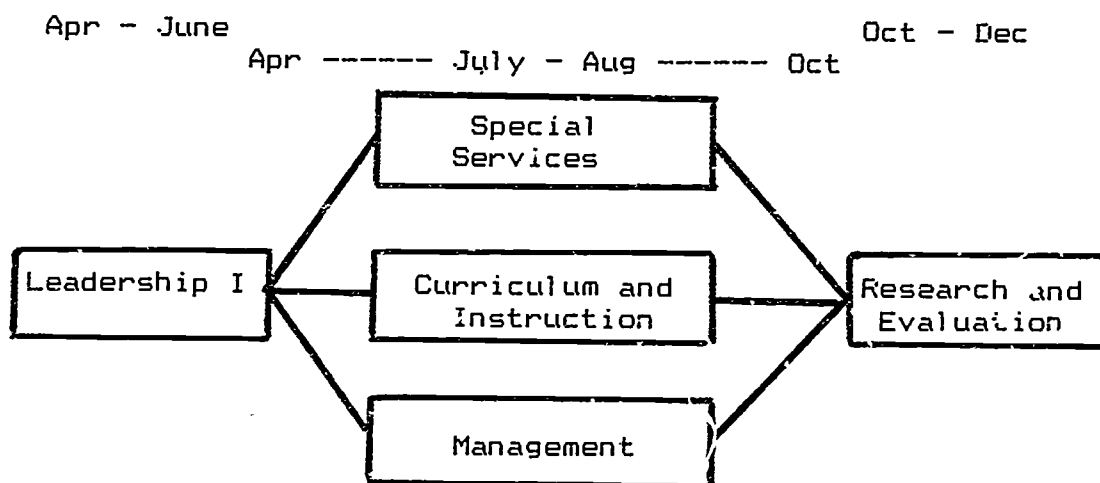 Apr - June
Oct - Dec
Apr ------ July - Aug ------ Oct
Special
Services
Leadership I
Curriculum and
Instruction
Research and
Evaluation
Management